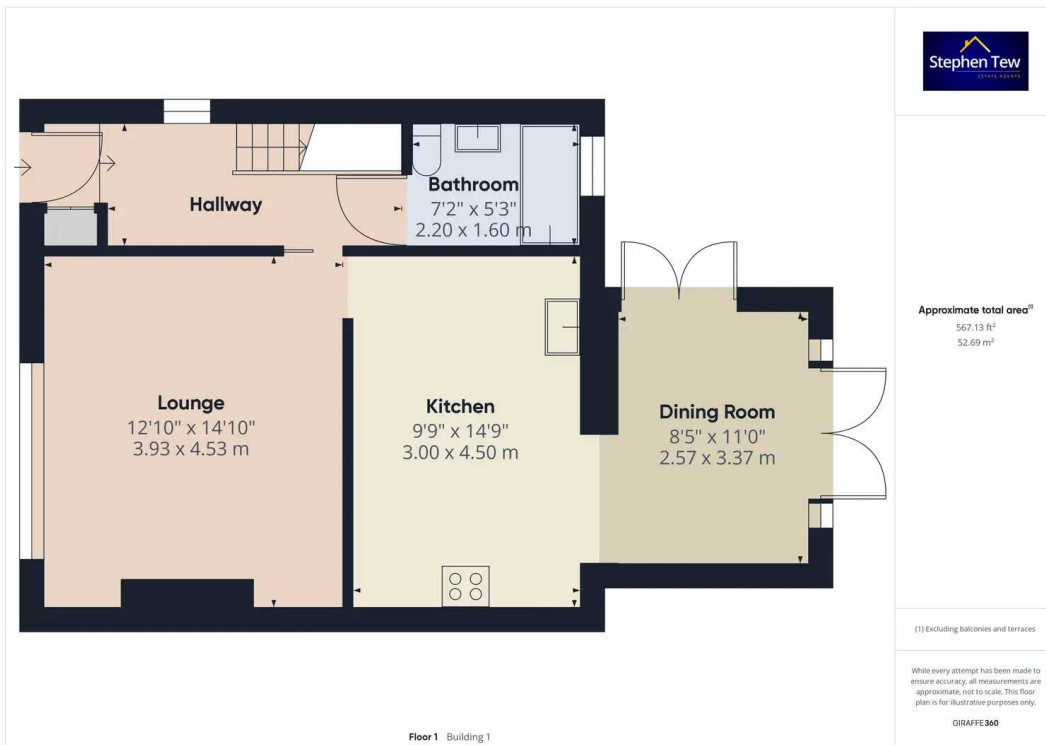 Stephen Tew
ESTATE AGENTS
Hallway
Bathroom
7'2" x 5'3"
2.20 x 1.60 m
Lounge
12'10" x 14'10"
3.93 x 4.53 m
Kitchen
9'9" x 14'9"
3.00 x 4.50 m
Dining Room
8'5" x 11'0"
2.57 x 3.37 m
Approximate total area(1)
567.13 ft²
52.69 m²
(1) Excluding balconies and terraces
While every attempt has been made to
ensure accuracy, all measurements are
approximate, not to scale. This floor
plan is for illustrative purposes only.
GIRAFFE360
Floor 1 Building 1